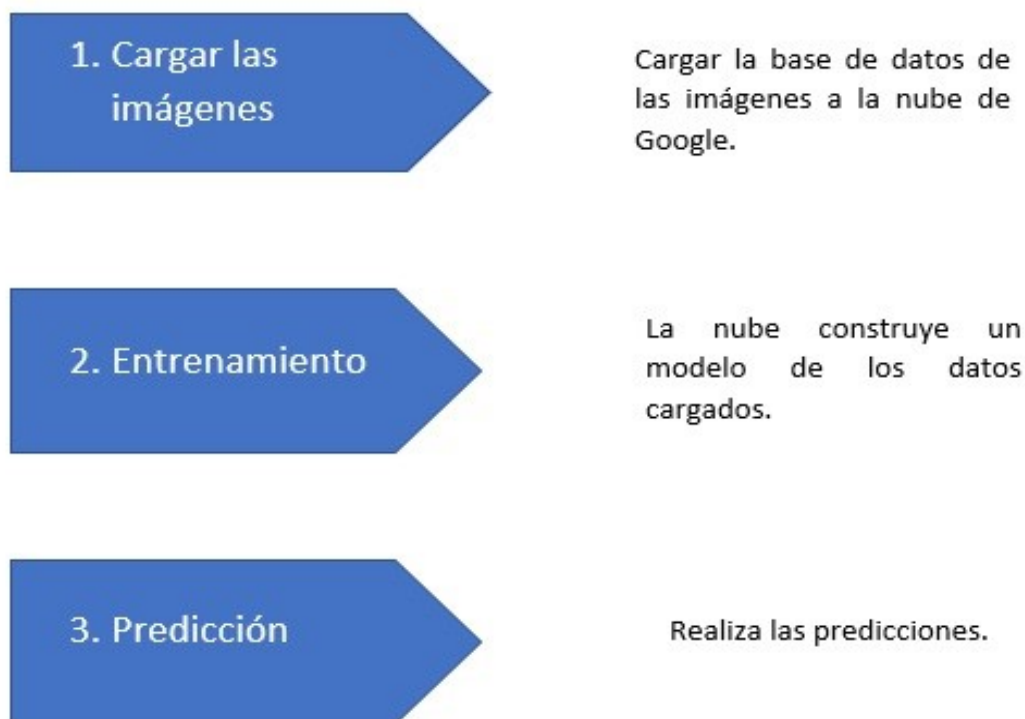 1. Cargar las
imágenes
Cargar la base de datos de
las imágenes a la nube de
Google.
2. Entrenamiento
La nube construye un
modelo de los datos
cargados.
3. Predicción
Realiza las predicciones.